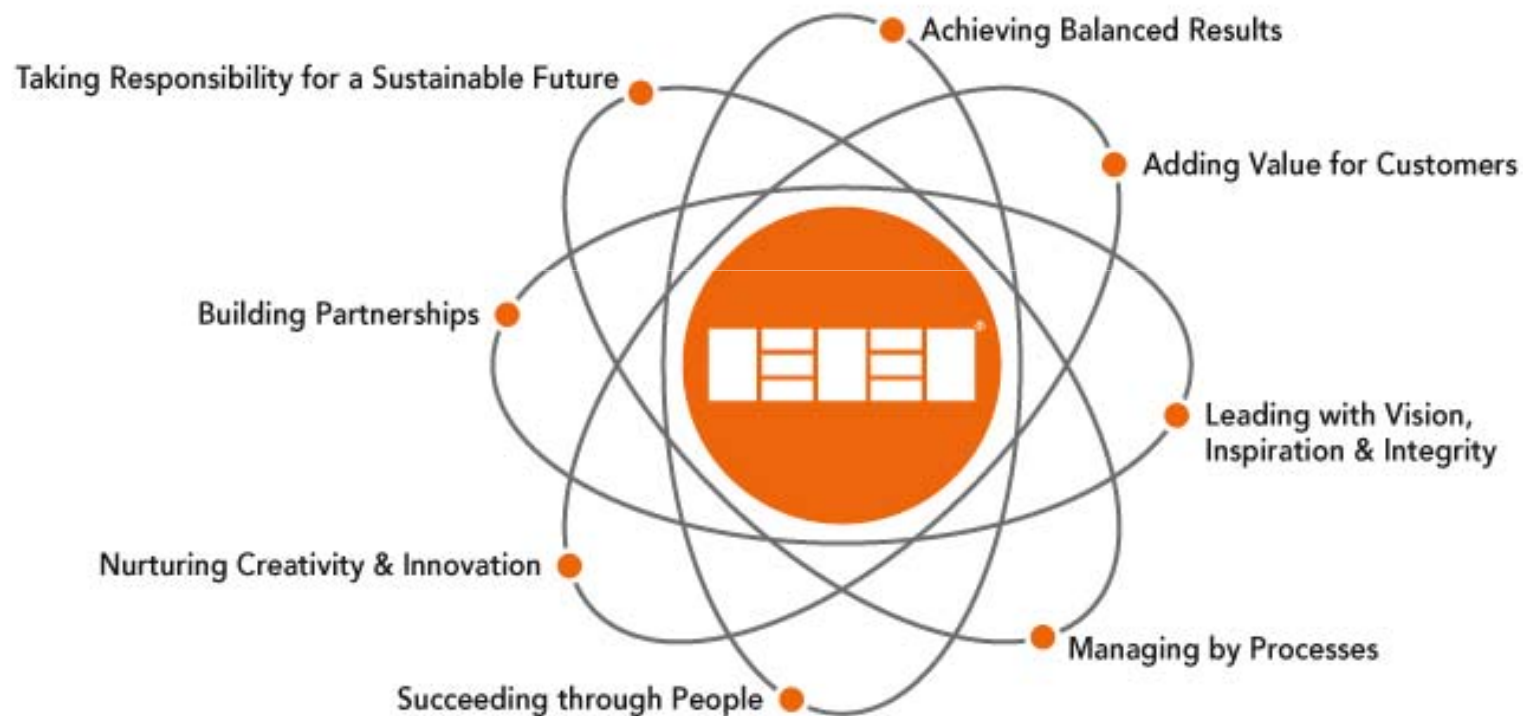 Achieving Balanced Results
Taking Responsibility for a Sustainable Future
Adding Value for Customers
Building Partnerships
®
Leading with Vision,
Inspiration & Integrity
Nurturing Creativity & Innovation
Managing by Processes
Succeeding through People